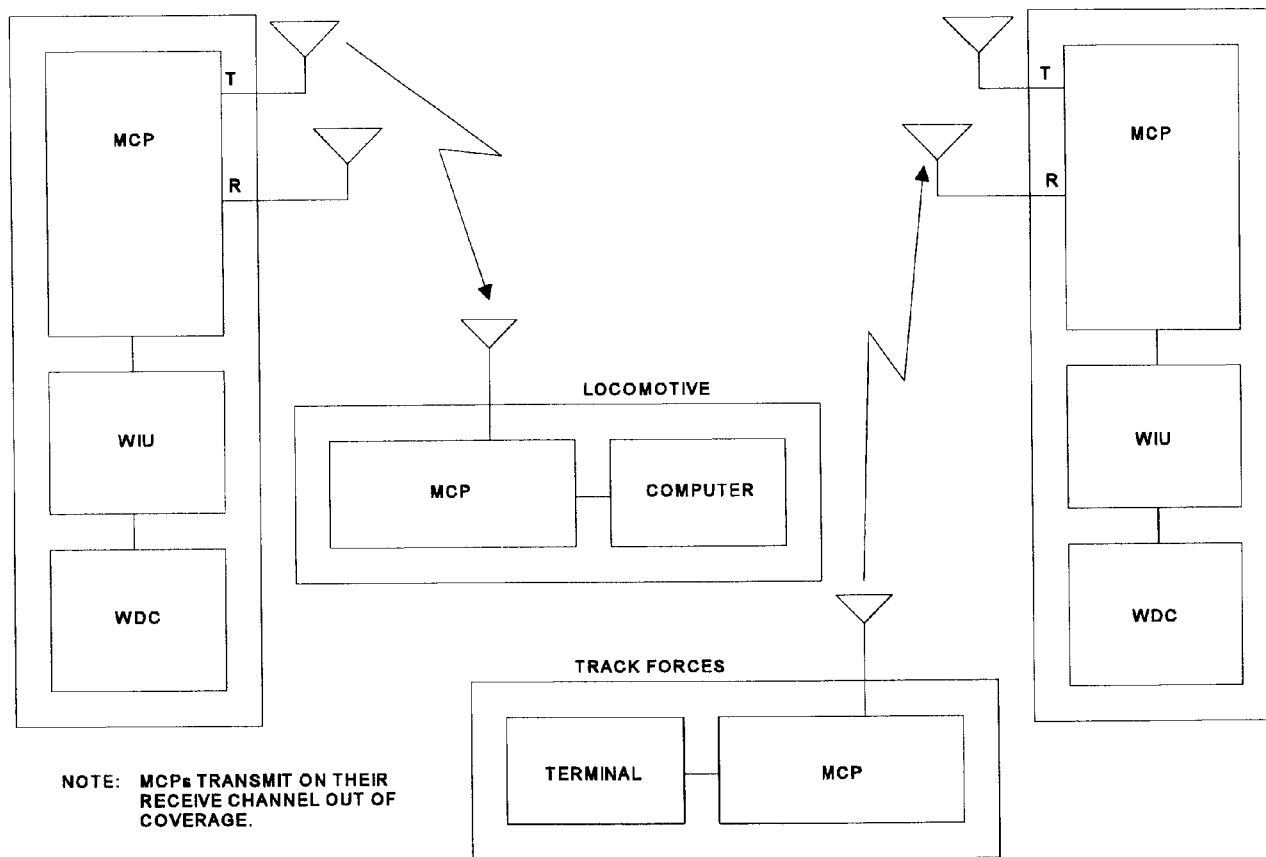 T
MCP
R
WIU
WDC
LOCOMOTIVE
MCP
COMPUTER
TRACK FORCES
TERMINAL
MCP
T
MCP
R
WIU
WDC
NOTE: MCPs TRANSMIT ON THEIR
RECEIVE CHANNEL OUT OF
COVERAGE.